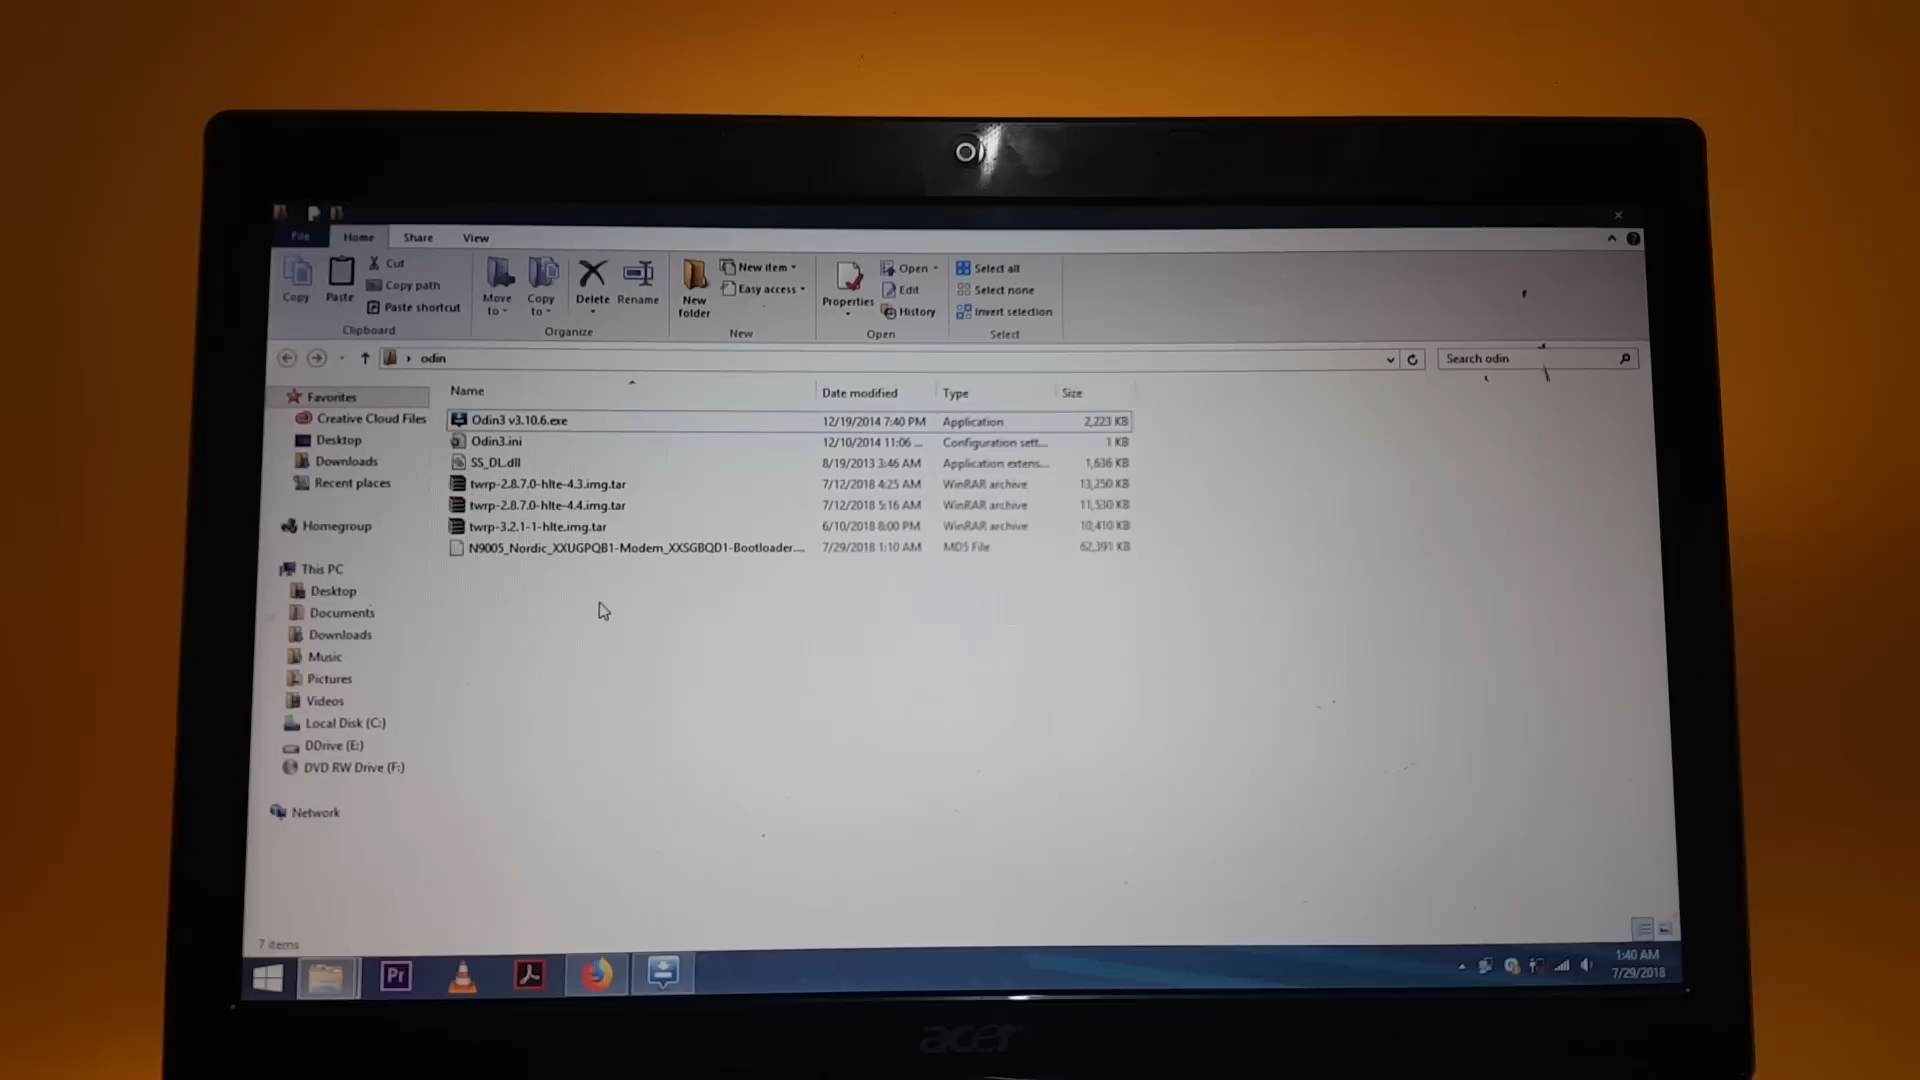 File Home Share View
Copy
Paste
Cut
Copy path
Paste shortcut
Clipboard
Move to
Copy to
Delete
Rename
Organize
New folder
New item
Easy access
New
Properties
Open
Edit
History
Open
Select all
Select none
Invert selection
Select
odin
Search odin
Favorites
Creative Cloud Files
Desktop
Downloads
Recent places
Homegroup
This PC
Desktop
Documents
Downloads
Music
Pictures
Videos
Local Disk (C:)
DDrive (E:)
DVD RW Drive (F:)
Network
Name Date modified Type Size
Odin3 v3.10.6.exe 12/19/2014 7:40 PM Application 2,223 KB
Odin3.ini 12/10/2014 11:06 ... Configuration sett... 1 KB
SS_DL.dll 8/19/2013 3:46 AM Application extens... 1,636 KB
twrp-2.8.7.0-hlte-4.3.img.tar 7/12/2018 4:25 AM WinRAR archive 13,250 KB
twrp-2.8.7.0-hlte-4.4.img.tar 7/12/2018 5:16 AM WinRAR archive 11,530 KB
twrp-3.2.1-1-hlte.img.tar 6/10/2018 8:00 PM WinRAR archive 10,410 KB
N9005_Nordic_XXUGPQB1-Modem_XXSGBQD1-Bootloader.... 7/29/2018 1:10 AM MD5 File 62,391 KB
7 items
Pr
1:40 AM
7/29/2018
acer